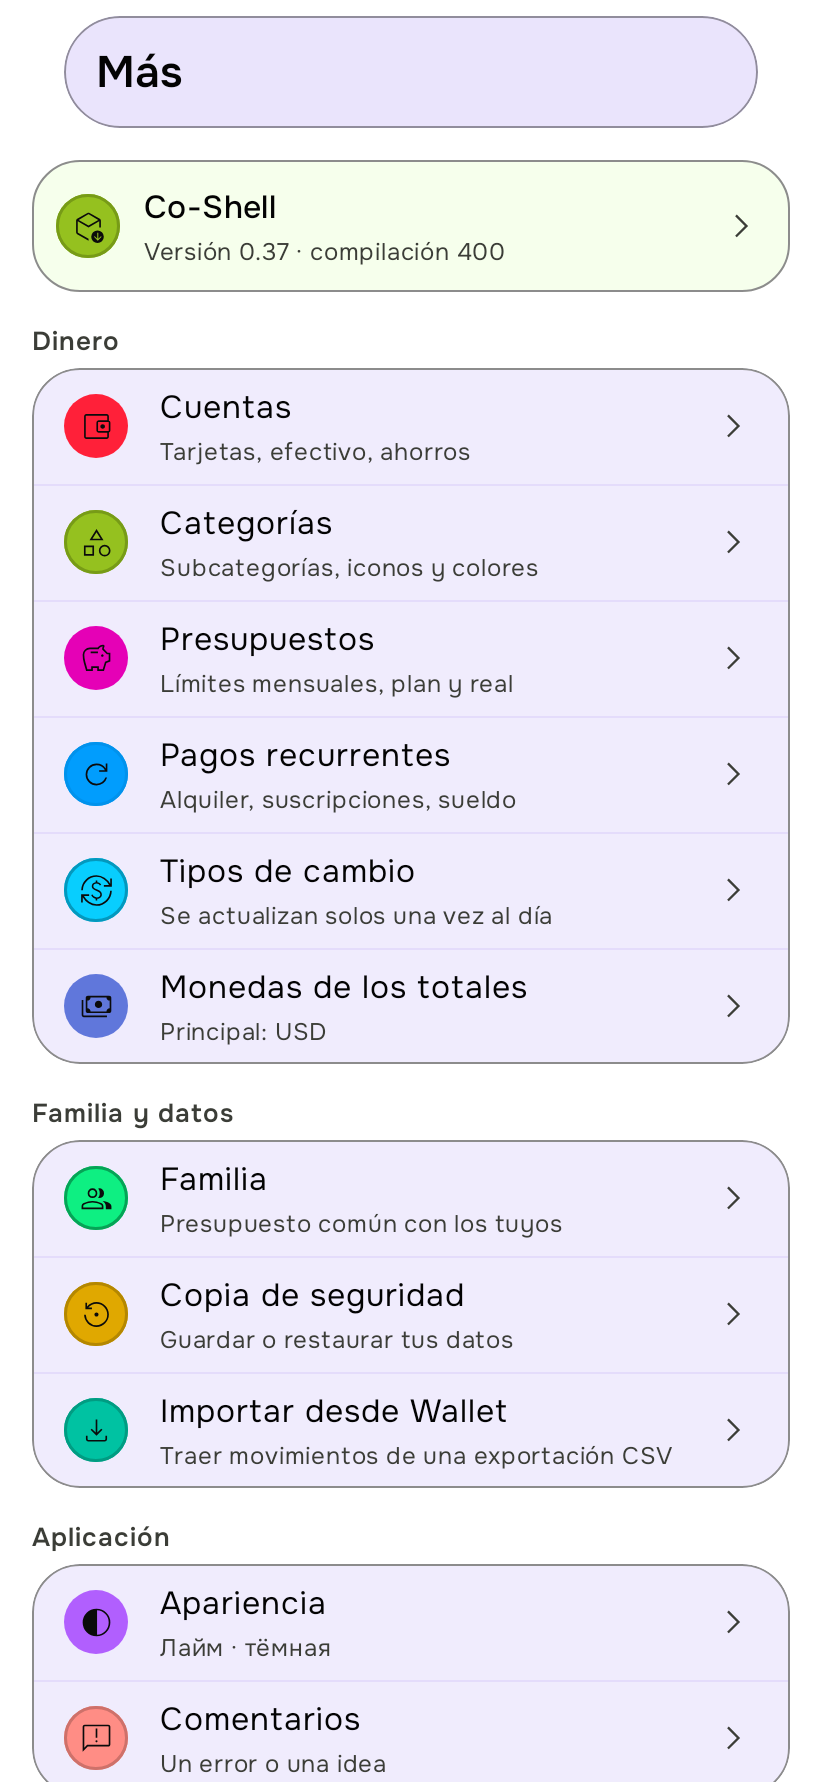 Más
Co-Shell
Versión 0.37 · compilación 400
Dinero
Cuentas
Tarjetas, efectivo, ahorros
Categorías
Subcategorías, iconos y colores
Presupuestos
Límites mensuales, plan y real
Pagos recurrentes
Alquiler, suscripciones, sueldo
Tipos de cambio
Se actualizan solos una vez al día
Monedas de los totales
Principal: USD
Familia y datos
Familia
Presupuesto común con los tuyos
Copia de seguridad
Guardar o restaurar tus datos
Importar desde Wallet
Traer movimientos de una exportación CSV
Aplicación
Apariencia
Лайм · тёмная
Comentarios
Un error o una idea